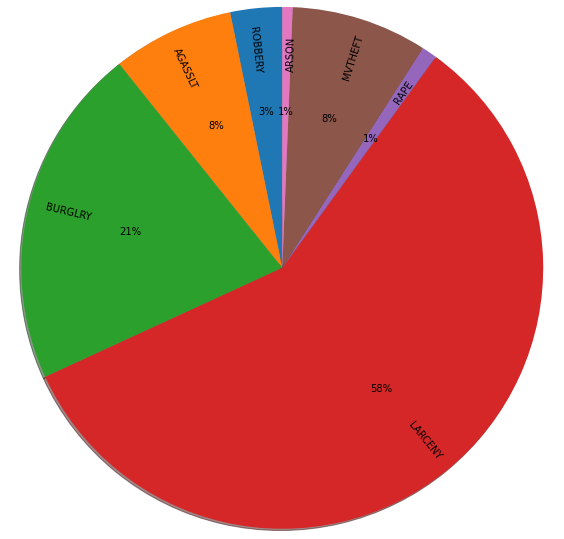 ROBBERY
3%
AGASSLT
8%
BURGLRY
21%
LARCENY
58%
RAPE
1%
MVTHEFT
8%
ARSON
1%